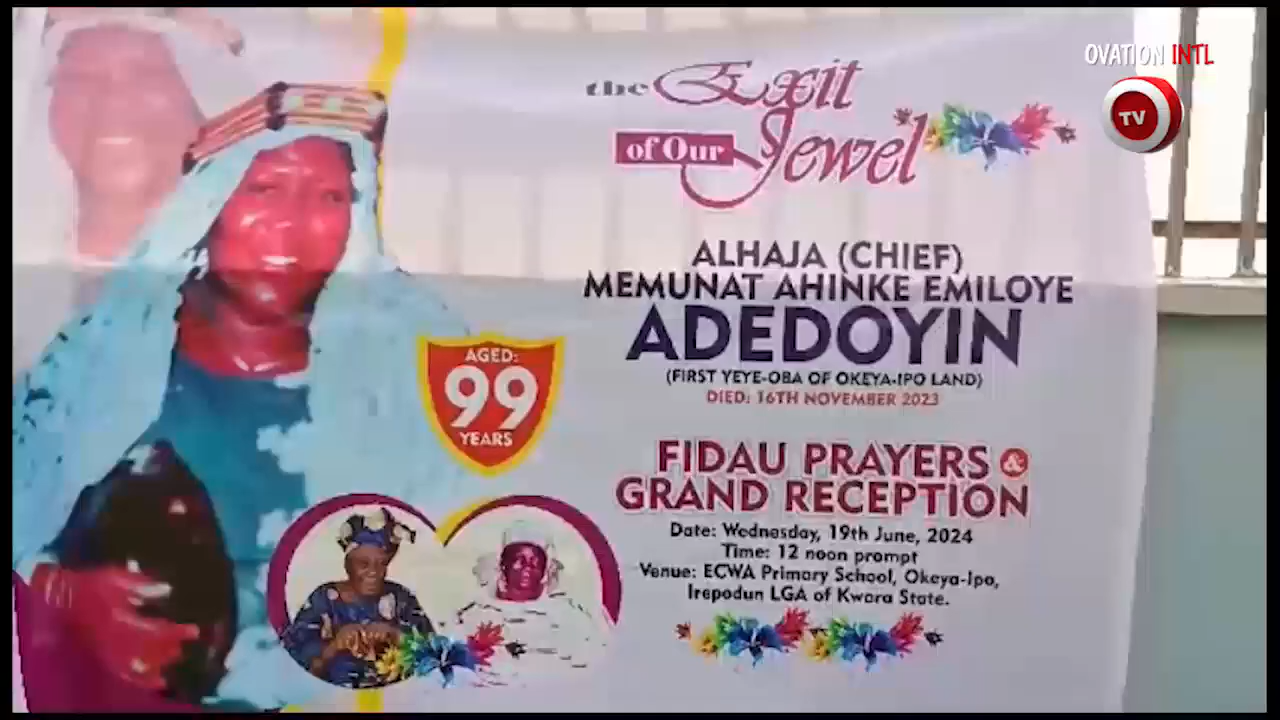 OVATION INTL
TV
the Exit
of Our Jewel
ALHAJA (CHIEF)
MEMUNAT AHINKE EMILOYE
ADEDOYIN
(FIRST YEYE-OBA OF OKEYA-IPO LAND)
DIED: 16TH NOVEMBER 2023
AGED:
99
YEARS
FIDAU PRAYERS &
GRAND RECEPTION
Date: Wednesday, 19th June, 2024
Time: 12 noon prompt
Venue: ECWA Primary School, Okeya-Ipo,
Irepodun LGA of Kwara State.